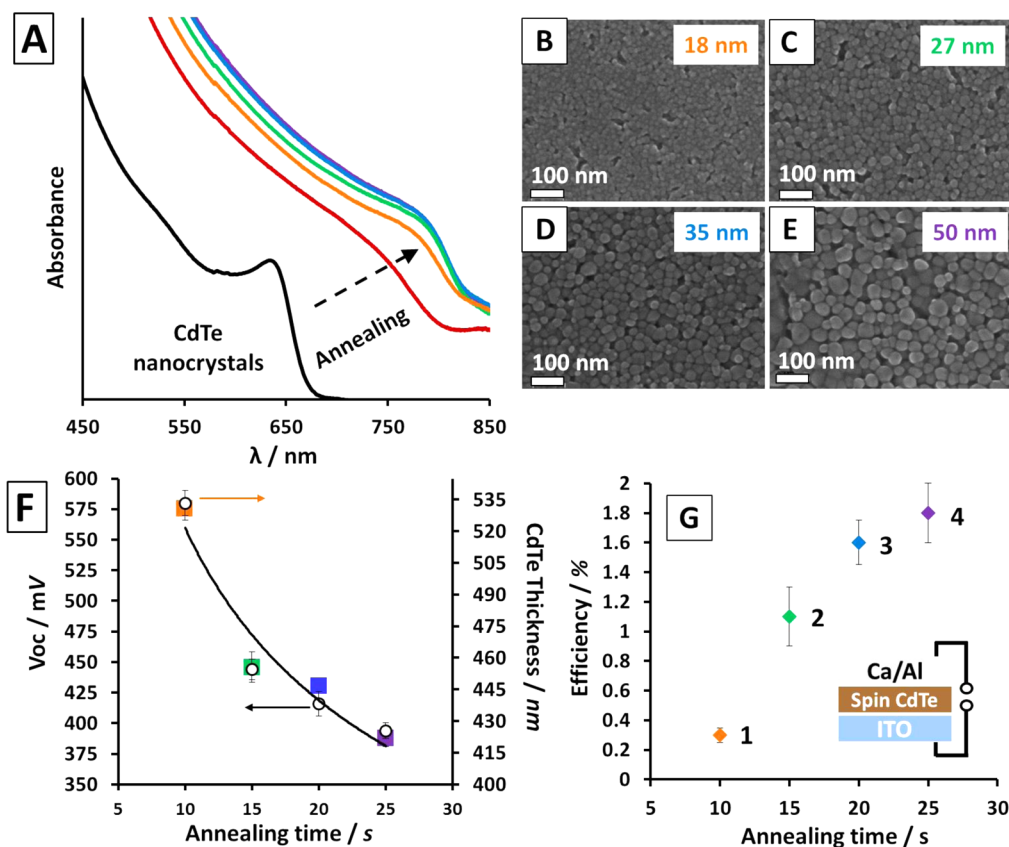 A
Absorbance
CdTe
nanocrystals
Annealing
450
550
650
750
850
λ / nm
B
18 nm
100 nm
C
27 nm
100 nm
D
35 nm
100 nm
E
50 nm
100 nm
F
Voc / mV
600
575
550
525
500
475
450
425
400
375
350
535
520
505
490
475
460
445
430
415
400
CdTe Thickness / nm
5
10
15
20
25
30
Annealing time / s
G
Efficiency / %
2
1.8
1.6
1.4
1.2
1
0.8
0.6
0.4
0.2
0
1
2
3
4
Ca/Al
Spin CdTe
ITO
5
10
15
20
25
30
Annealing time / s